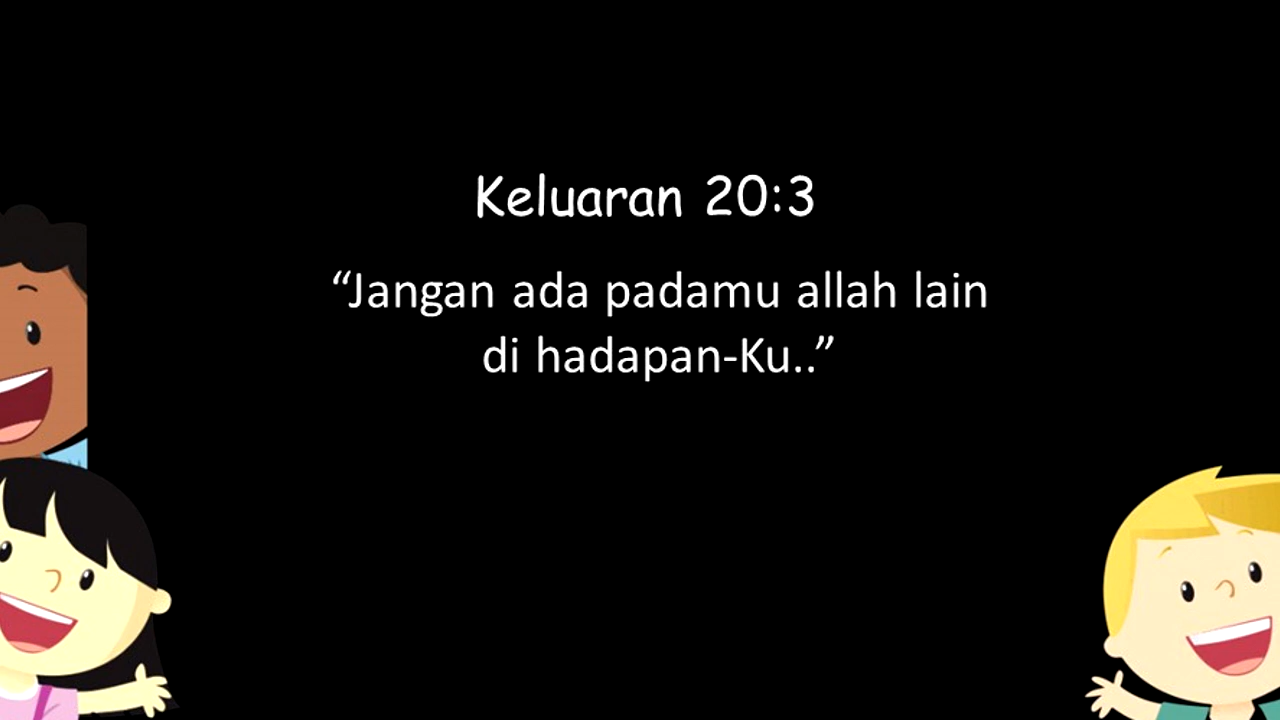 Keluaran 20:3
“Jangan ada padamu allah lain
di hadapan-Ku..”